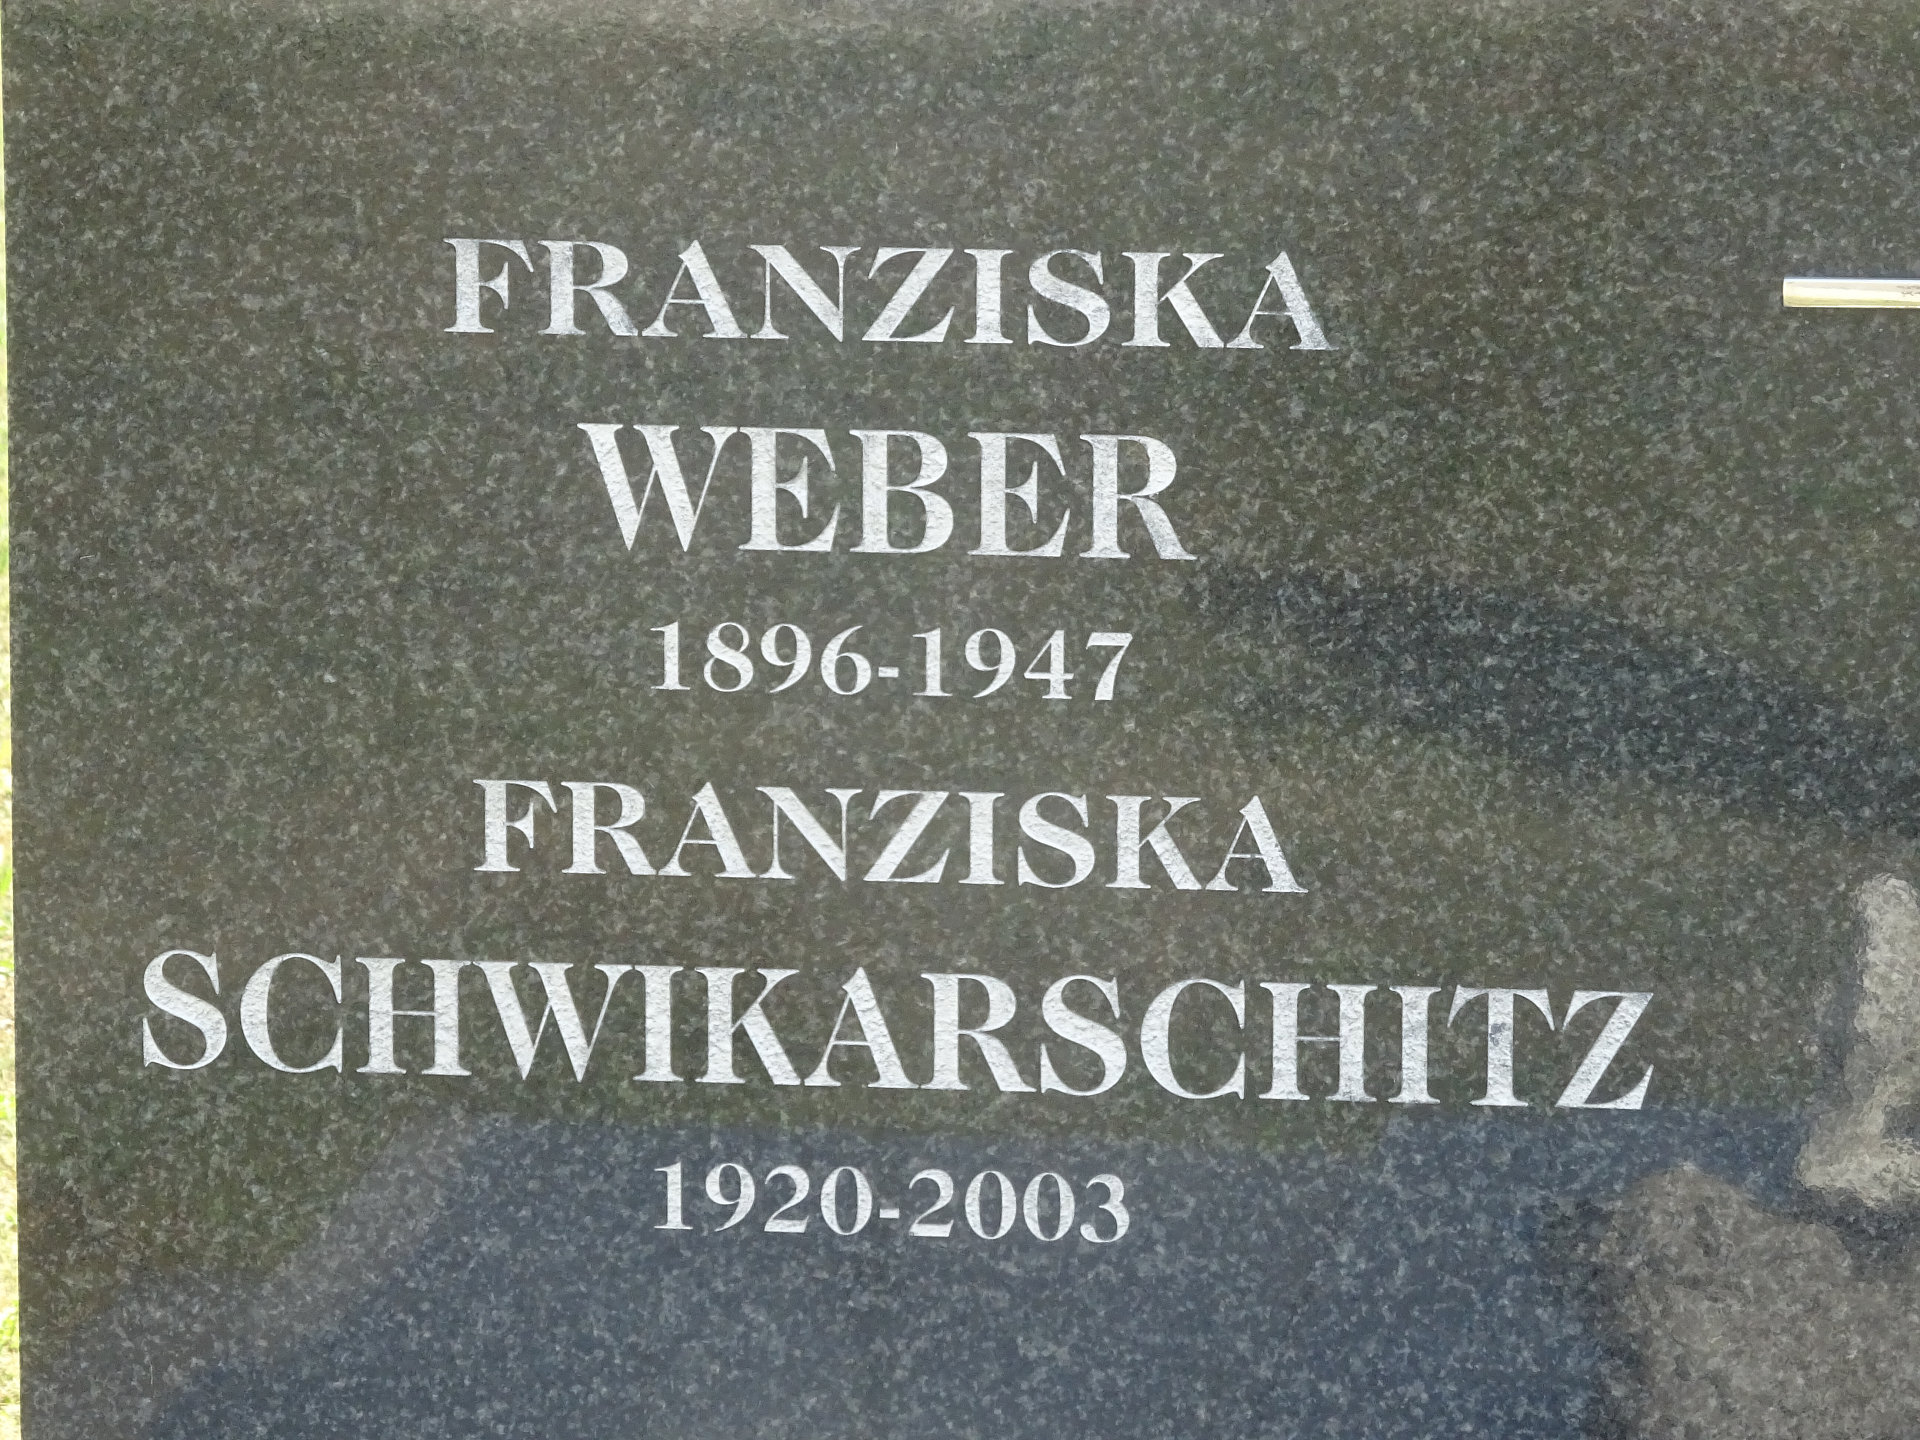 FRANZISKA
WEBER
1896-1947
FRANZISKA
SCHWIKARSCHITZ
1920-2003